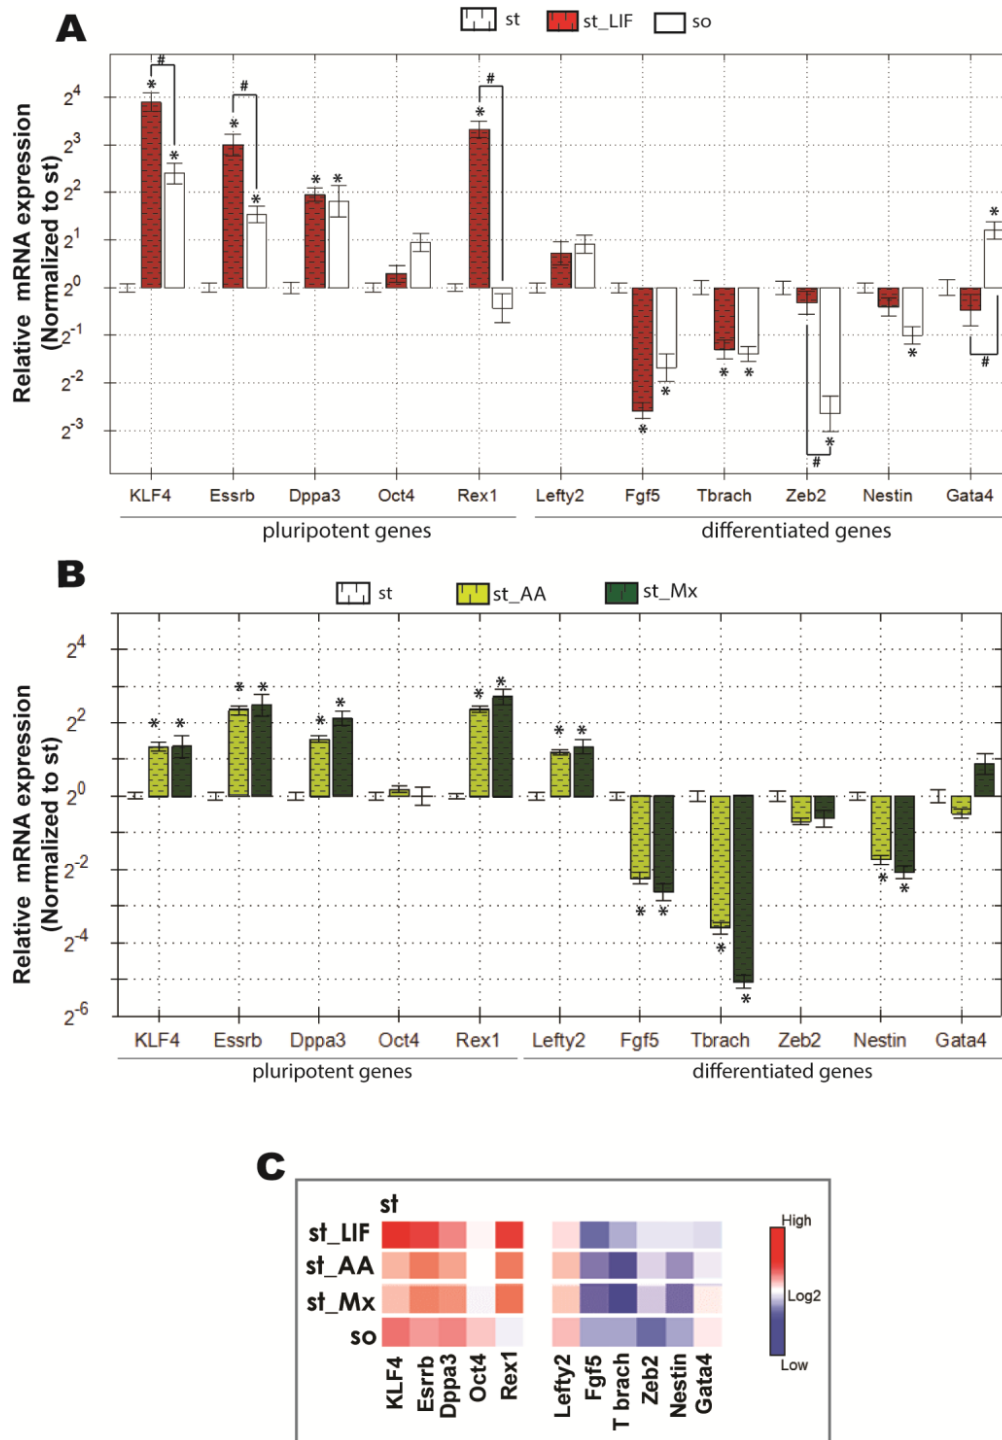 A
st st_LIF so
Relative mRNA expression
(Normalized to st)
2^4
2^3
2^2
2^1
2^0
2^-1
2^-2
2^-3
* # * * # * * * * # * * * * # * * * #
KLF4 Essrb Dppa3 Oct4 Rex1 Lefty2 Fgf5 Tbrach Zeb2 Nestin Gata4
pluripotent genes differentiated genes
B
st st_AA st_Mx
Relative mRNA expression
(Normalized to st)
2^4
2^2
2^0
2^-2
2^-4
2^-6
* * * * * * * * * * * * * * * *
KLF4 Essrb Dppa3 Oct4 Rex1 Lefty2 Fgf5 Tbrach Zeb2 Nestin Gata4
pluripotent genes differentiated genes
C
st
st_LIF
st_AA
st_Mx
so
KLF4 Esrrb Dppa3 Oct4 Rex1 Lefty2 Fgf5 T brach Zeb2 Nestin Gata4
High
Log2
Low